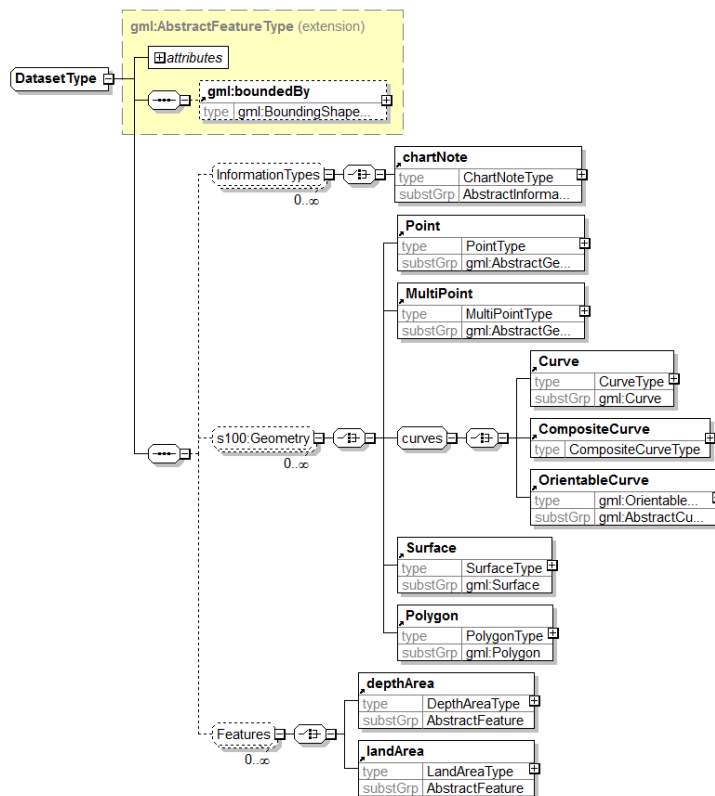 gml:AbstractFeatureType (extension)
attributes
DatasetType
gml:boundedBy
type gml:BoundingShape...
InformationTypes
0..∞
chartNote
type ChartNoteType
substGrp AbstractInforma...
Point
type PointType
substGrp gml:AbstractGe...
MultiPoint
type MultiPointType
substGrp gml:AbstractGe...
s100:Geometry
0..∞
curves
Curve
type CurveType
substGrp gml:Curve
CompositeCurve
type CompositeCurveType
OrientableCurve
type gml:Orientable...
substGrp gml:AbstractCu...
Surface
type SurfaceType
substGrp gml:Surface
Polygon
type PolygonType
substGrp gml:Polygon
Features
0..∞
depthArea
type DepthAreaType
substGrp AbstractFeature
landArea
type LandAreaType
substGrp AbstractFeature